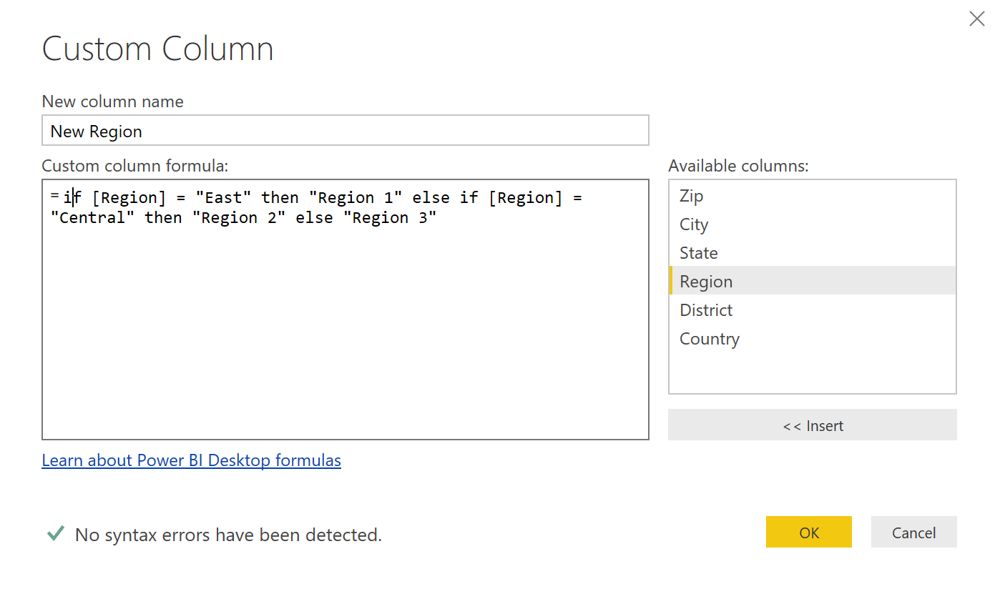 Custom Column
New column name
New Region
Custom column formula:
=if [Region] = "East" then "Region 1" else if [Region] =
"Central" then "Region 2" else "Region 3"
Available columns:
Zip
City
State
Region
District
Country
<< Insert
Learn about Power BI Desktop formulas
No syntax errors have been detected.
OK
Cancel